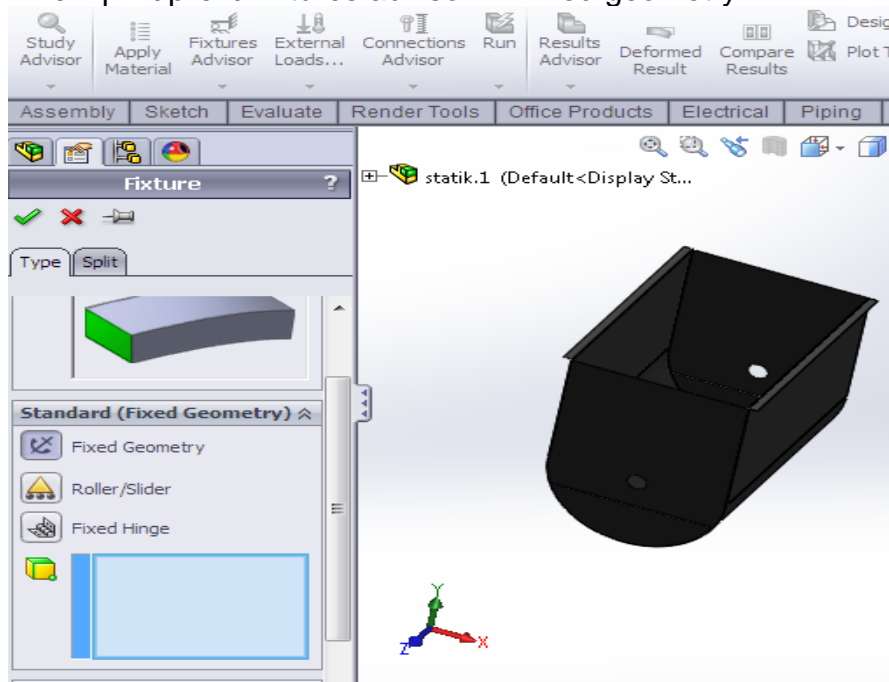 Study Advisor
Apply Material
Fixtures Advisor
External Loads...
Connections Advisor
Run
Results Advisor
Deformed Result
Compare Results
Desig
Plot T
Assembly Sketch Evaluate Render Tools Office Products Electrical Piping
Fixture ?
statik.1 (Default<Display St...
Type Split
Standard (Fixed Geometry)
Fixed Geometry
Roller/Slider
Fixed Hinge
Y
Z X